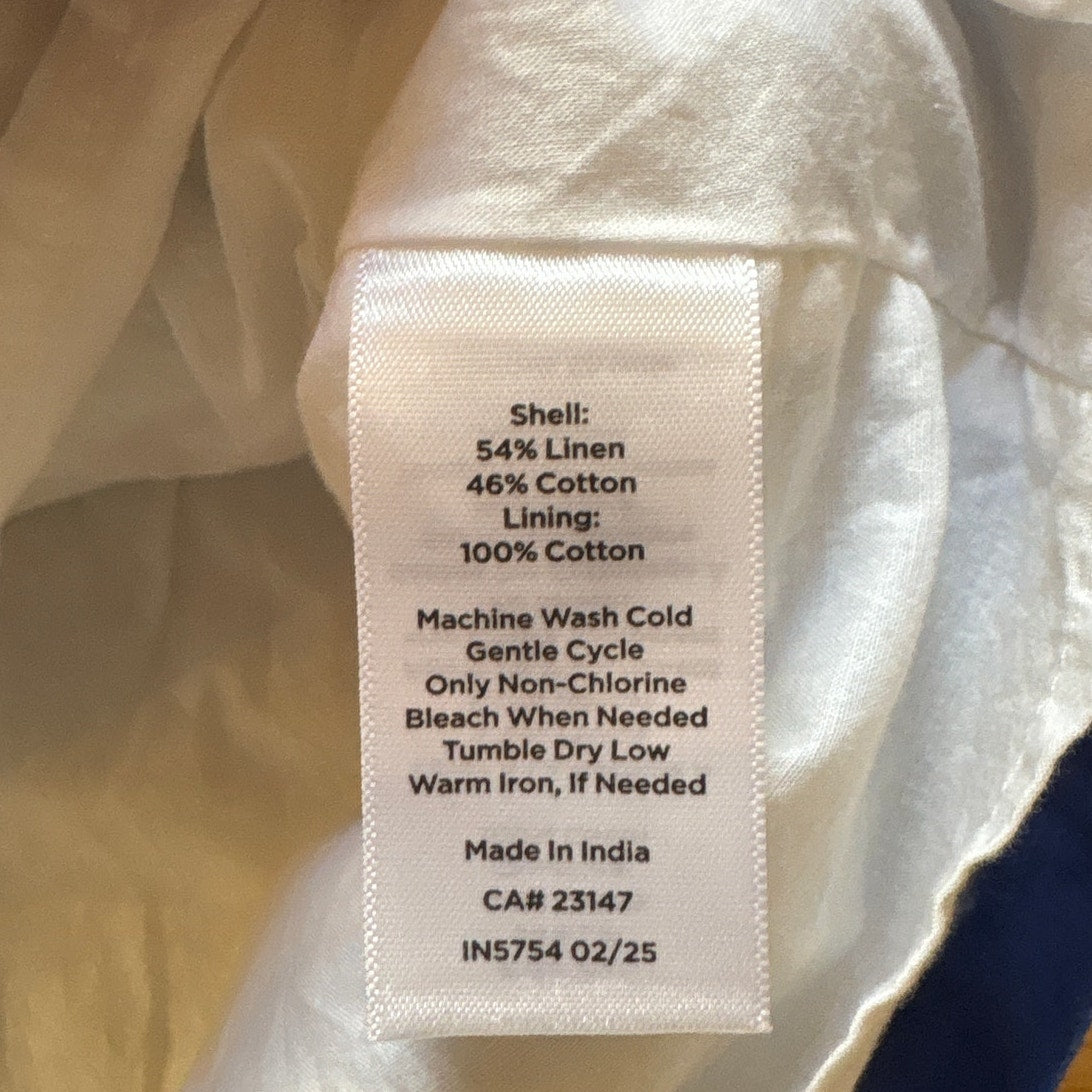 Shell:
54% Linen
46% Cotton
Lining:
100% Cotton
Machine Wash Cold
Gentle Cycle
Only Non-Chlorine
Bleach When Needed
Tumble Dry Low
Warm Iron, If Needed
Made In India
CA# 23147
IN5754 02/25